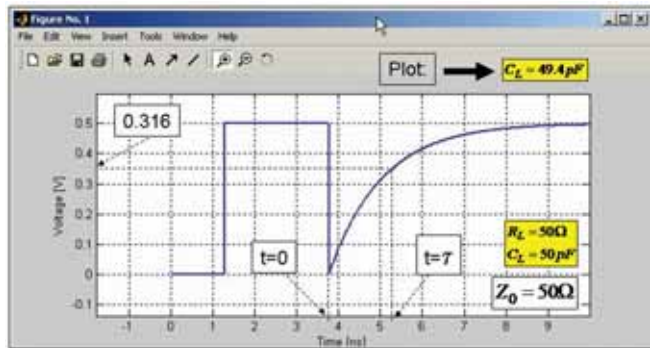 Figure No. 1
File Edit View Insert Tools Window Help
Plot:
C_L = 49.4pF
0.316
0.5
0.4
0.3
0.2
0.1
0
-0.1
Voltage [V]
t=0
t=τ
R_L = 50Ω
C_L = 50pF
Z_0 = 50Ω
-1 0 1 2 3 4 5 6 7 8 9
Time [ns]